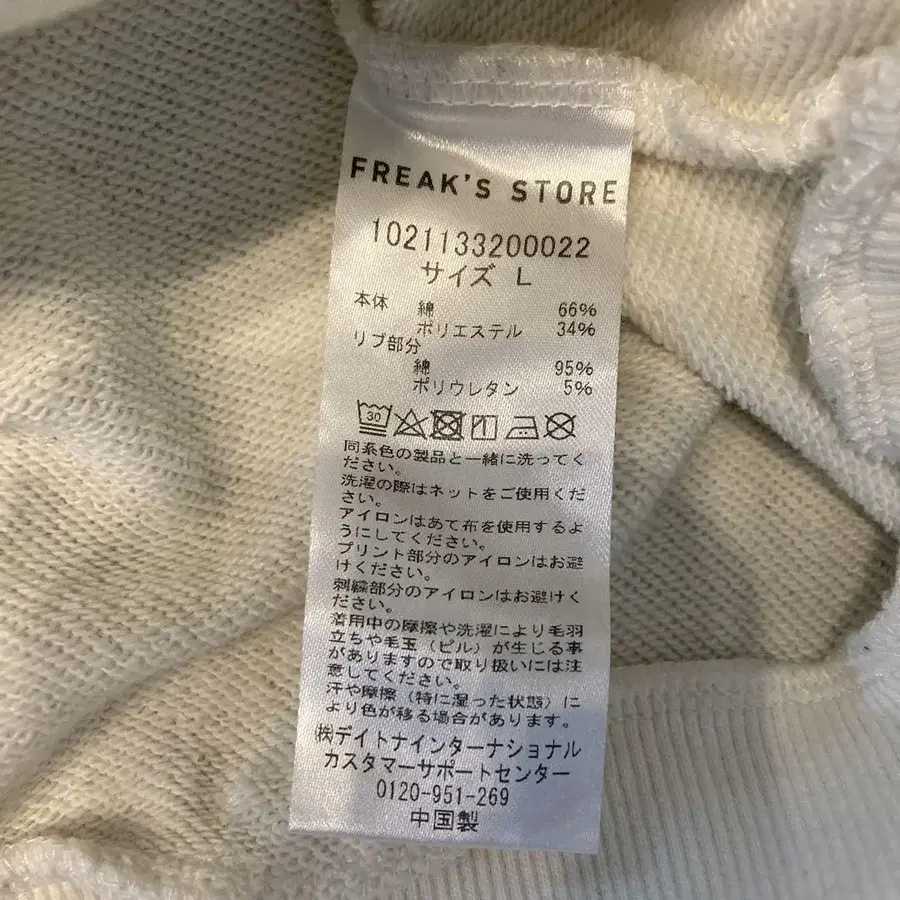 FREAK'S STORE
1021133200022
サイズ L
本体 綿 66%
ポリエステル 34%
リブ部分
綿 95%
ポリウレタン 5%
30
同系色の製品と一緒に洗ってく
ださい。
洗濯の際はネットをご使用くだ
さい。
アイロンはあて布を使用するよ
うにしてください。
プリント部分のアイロンはお避
けください。
刺繍部分のアイロンはお避けく
ださい。
着用中の摩擦や洗濯により毛羽
立ちや毛玉（ピル）が生じる事
がありますので取り扱いには注
意してください。
汗や摩擦（特に湿った状態）に
より色が移る場合があります。
㈱デイトナインターナショナル
カスタマーサポートセンター
0120-951-269
中国製